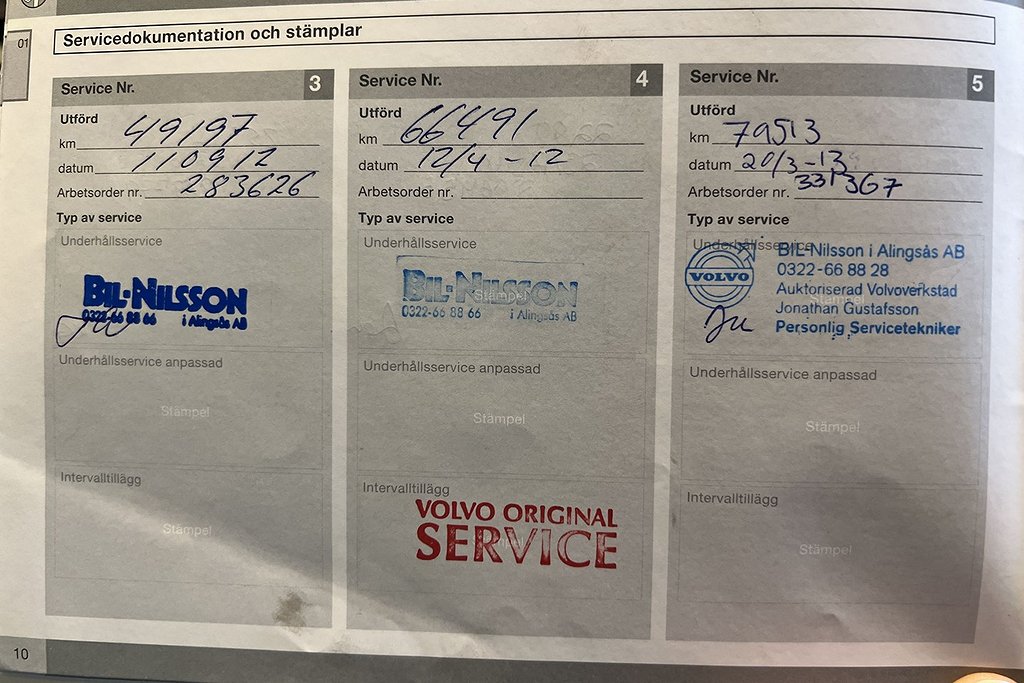 01
Servicedokumentation och stämplar
Service Nr. 3
Utförd
km 49197
datum 110912
Arbetsorder nr. 283626
Typ av service
Underhållsservice
BIL-NILSSON
0322-66 88 66 i Alingsås AB
Underhållsservice anpassad
Stämpel
Intervalltillägg
Stämpel
Service Nr. 4
Utförd
km 66491
datum 12/4 -12
Arbetsorder nr.
Typ av service
Underhållsservice
Stämpel
BIL-NILSSON
0322-66 88 66 i Alingsås AB
Underhållsservice anpassad
Stämpel
Intervalltillägg
VOLVO ORIGINAL
SERVICE
Service Nr. 5
Utförd
km 79513
datum 20/3-13
Arbetsorder nr. 331367
Typ av service
Underhållsservice
VOLVO
BIL-Nilsson i Alingsås AB
0322-66 88 28
Auktoriserad Volvoverkstad
Jonathan Gustafsson
Personlig Servicetekniker
Underhållsservice anpassad
Stämpel
Intervalltillägg
Stämpel
10